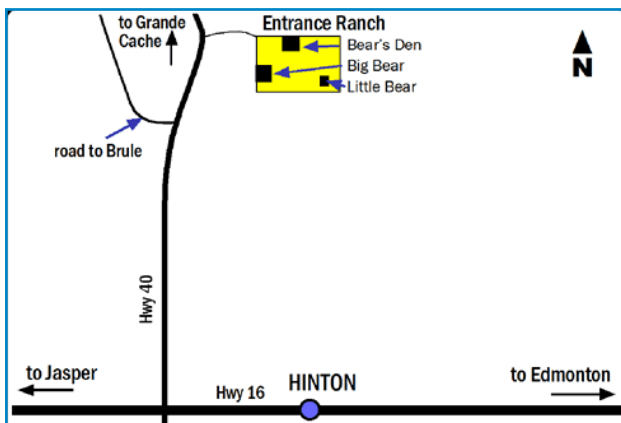 to Grande
Cache
Entrance Ranch
Bear's Den
Big Bear
Little Bear
N
road to Brule
Hwy 40
to Jasper
Hwy 16
HINTON
to Edmonton